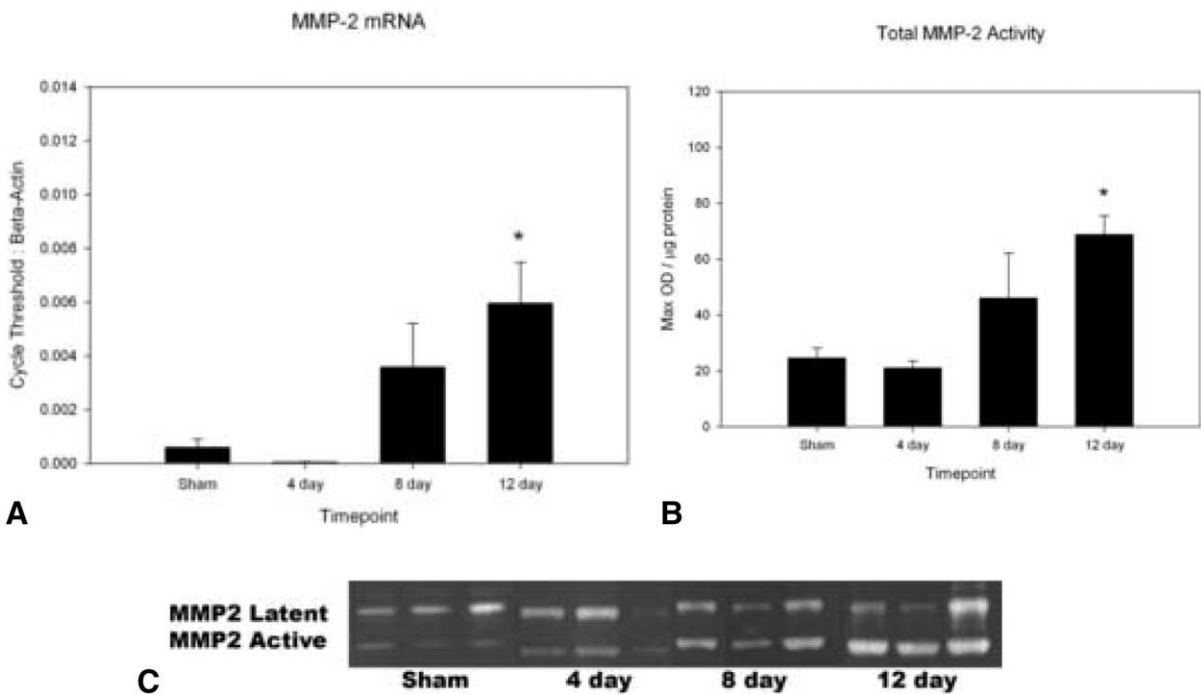 MMP-2 mRNA
Cycle Threshold : Beta-Actin
0.014
0.012
0.010
0.008
0.006
0.004
0.002
0.000
*
Sham 4 day 8 day 12 day
Timepoint
A
Total MMP-2 Activity
Max OD / µg protein
120
100
80
60
40
20
0
*
Sham 4 day 8 day 12 day
Timepoint
B
MMP2 Latent
MMP2 Active
Sham 4 day 8 day 12 day
C